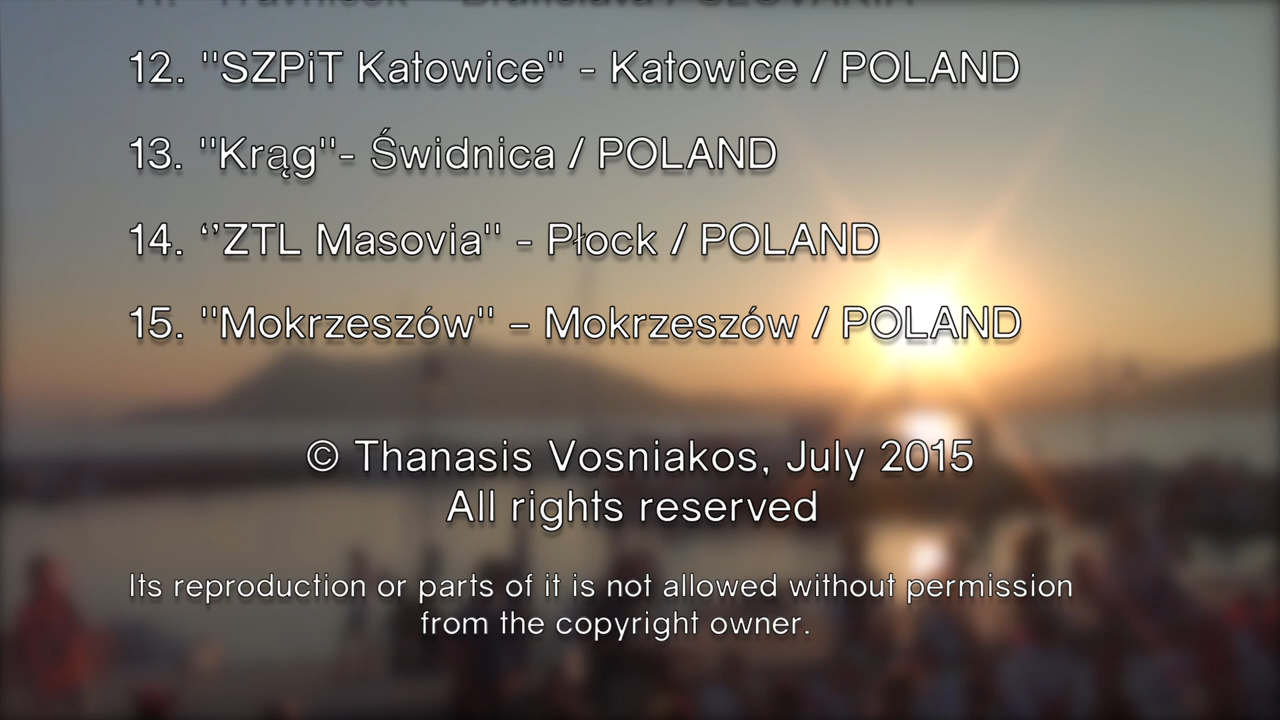 12. "SZPiT Katowice" - Katowice / POLAND
13. "Krąg"- Świdnica / POLAND
14. ‘’ZTL Masovia" - Płock / POLAND
15. "Mokrzeszów" – Mokrzeszów / POLAND
© Thanasis Vosniakos, July 2015
All rights reserved
Its reproduction or parts of it is not allowed without permission
from the copyright owner.